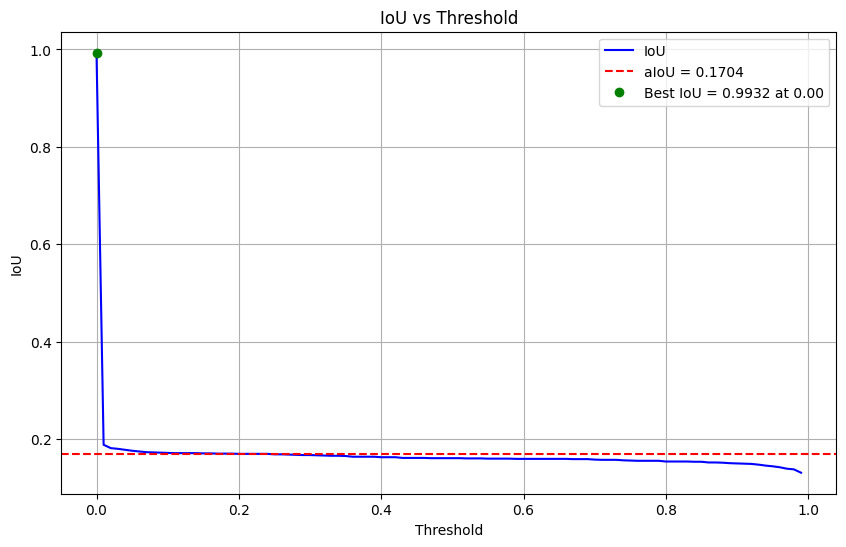 IoU vs Threshold
IoU
aIoU = 0.1704
Best IoU = 0.9932 at 0.00
1.0
0.8
0.6
0.4
0.2
IoU
0.0 0.2 0.4 0.6 0.8 1.0
Threshold